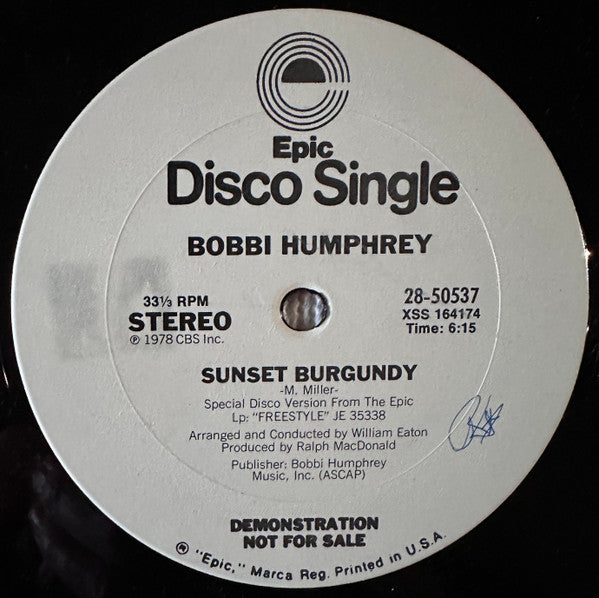 Epic
Disco Single
BOBBI HUMPHREY
33⅓ RPM
STEREO
℗ 1978 CBS Inc.
28-50537
XSS 164174
Time: 6:15
SUNSET BURGUNDY
-M. Miller-
Special Disco Version From The Epic
Lp: "FREESTYLE" JE 35338
Arranged and Conducted by William Eaton
Produced by Ralph MacDonald
Publisher: Bobbi Humphrey
Music, Inc. (ASCAP)
DEMONSTRATION
NOT FOR SALE
® "Epic," Marca Reg. Printed in U.S.A.